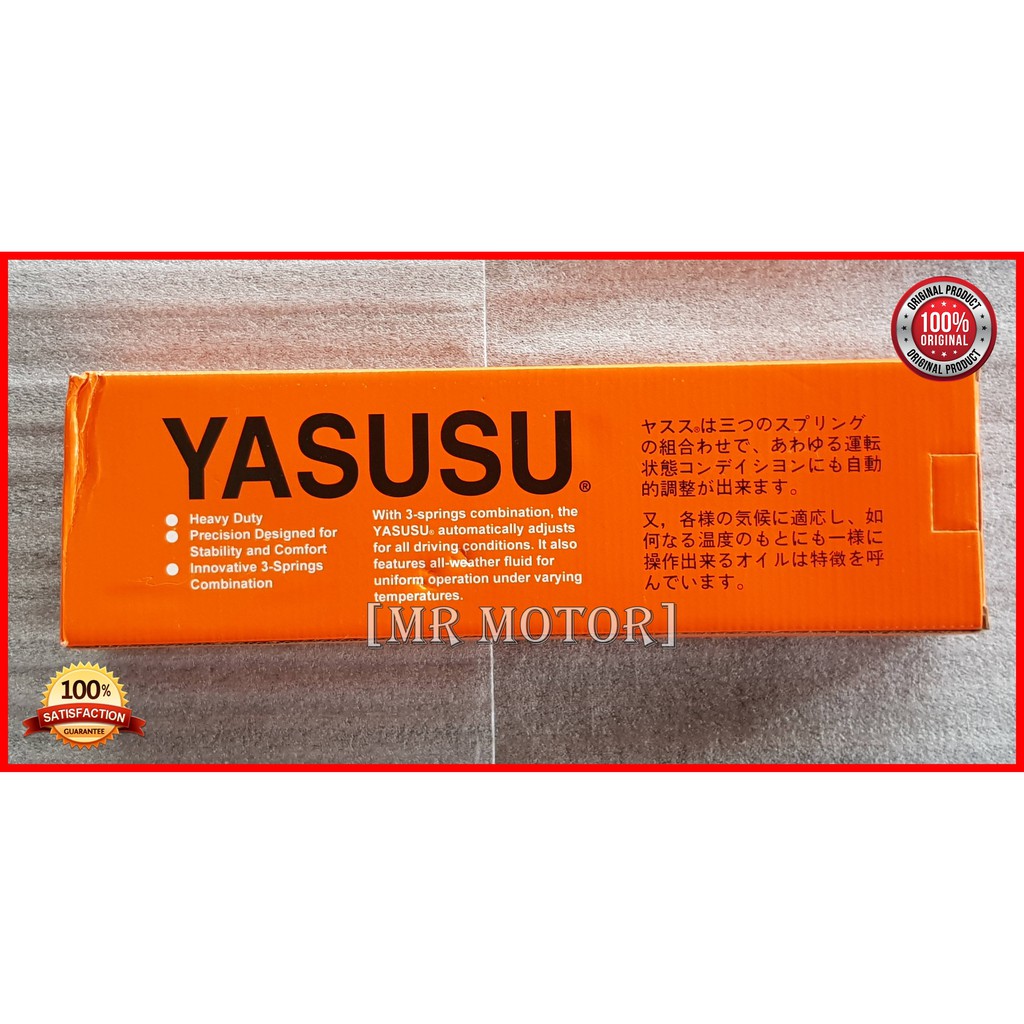 ORIGINAL PRODUCT
100%
ORIGINAL
ORIGINAL PRODUCT
YASUSU®
Heavy Duty
Precision Designed for
Stability and Comfort
Innovative 3-Springs
Combination
With 3-springs combination, the
YASUSU® automatically adjusts
for all driving conditions. It also
features all-weather fluid for
uniform operation under varying
temperatures.
ヤスス®は三つのスプリング
の組合わせで、あわゆる運転
状態コンデイシヨンにも自動
的調整が出来ます。
又，各様の気候に適応し、如
何なる温度のもとにも一様に
操作出来るオイルは特徴を呼
んでいます。
[MR MOTOR]
100%
SATISFACTION
GUARANTEE